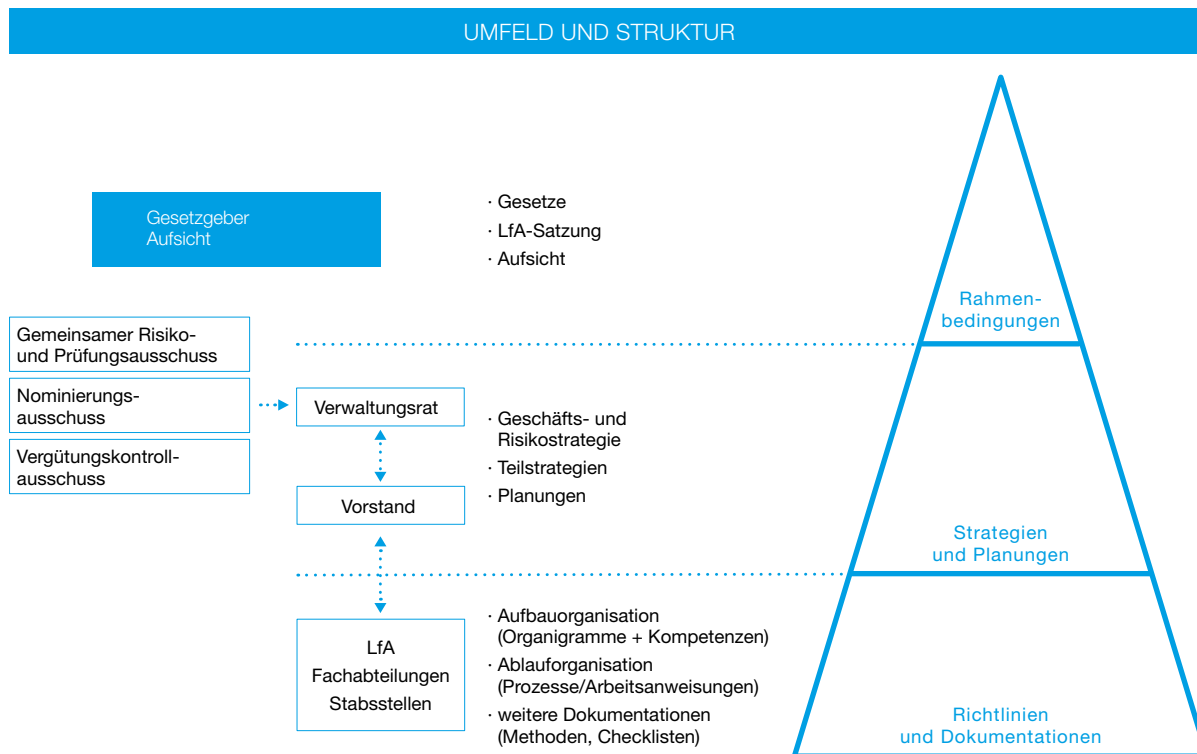 UMFELD UND STRUKTUR
Gesetzgeber
Aufsicht
· Gesetze
· LfA-Satzung
· Aufsicht
Rahmen-
bedingungen
Gemeinsamer Risiko-
und Prüfungsausschuss
Nominierungs-
ausschuss
Vergütungskontroll-
ausschuss
Verwaltungsrat
Vorstand
· Geschäfts- und
Risikostrategie
· Teilstrategien
· Planungen
Strategien
und Planungen
LfA
Fachabteilungen
Stabsstellen
· Aufbauorganisation
(Organigramme + Kompetenzen)
· Ablauforganisation
(Prozesse/Arbeitsanweisungen)
· weitere Dokumentationen
(Methoden, Checklisten)
Richtlinien
und Dokumentationen